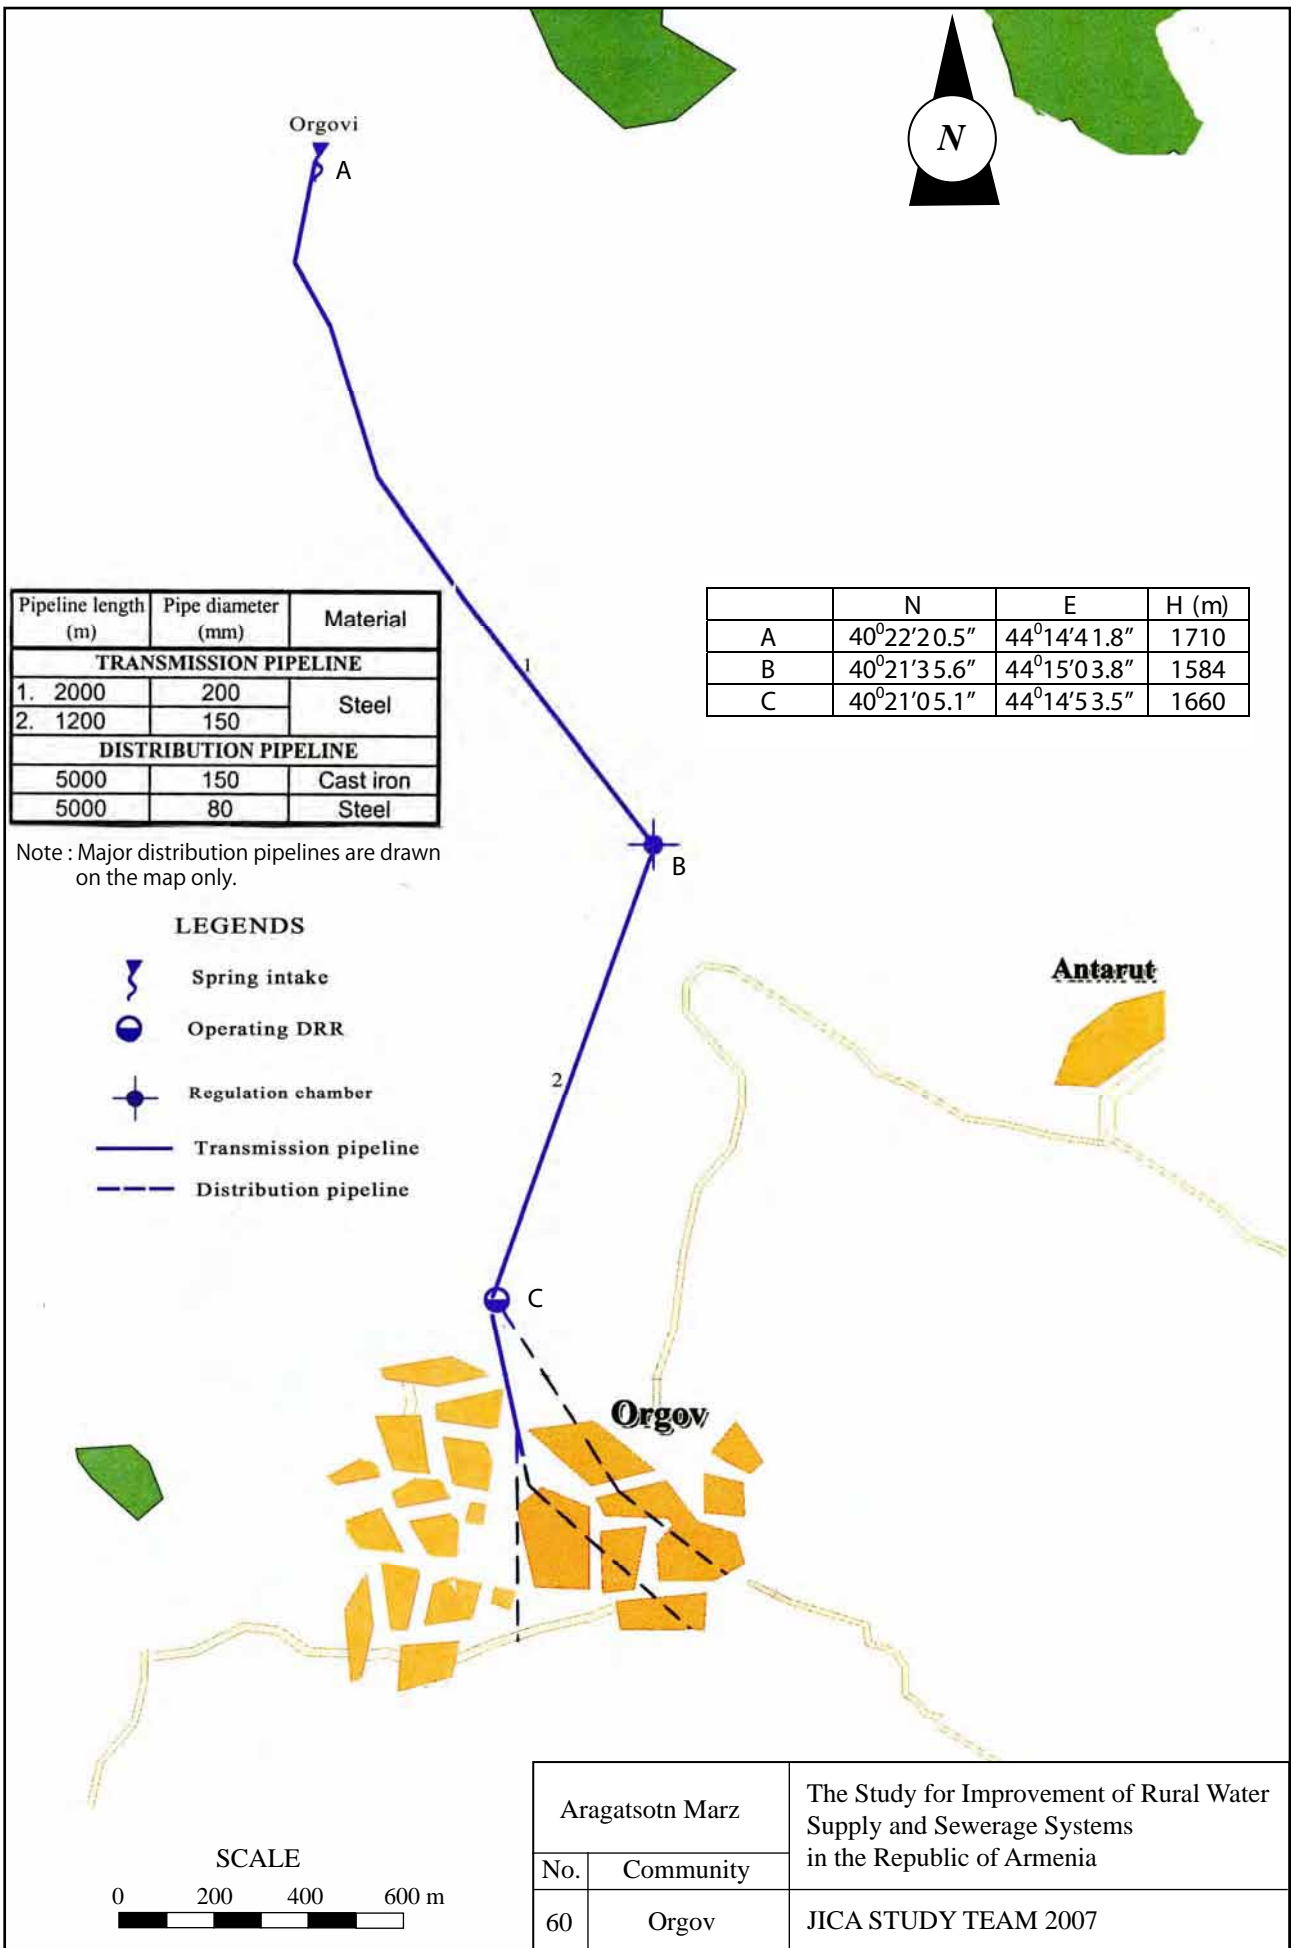 N
Orgovi
A
1
Pipeline length (m) Pipe diameter (mm) Material
TRANSMISSION PIPELINE
1. 2000 200 Steel
2. 1200 150
DISTRIBUTION PIPELINE
5000 150 Cast iron
5000 80 Steel
N E H (m)
A 40⁰22'20.5" 44⁰14'41.8" 1710
B 40⁰21'35.6" 44⁰15'03.8" 1584
C 40⁰21'05.1" 44⁰14'53.5" 1660
Note : Major distribution pipelines are drawn
on the map only.
B
LEGENDS
Spring intake
Operating DRR
Regulation chamber
Transmission pipeline
Distribution pipeline
Antarut
2
C
Orgov
SCALE
0 200 400 600 m
Aragatsotn Marz
No. Community
60 Orgov
The Study for Improvement of Rural Water
Supply and Sewerage Systems
in the Republic of Armenia
JICA STUDY TEAM 2007